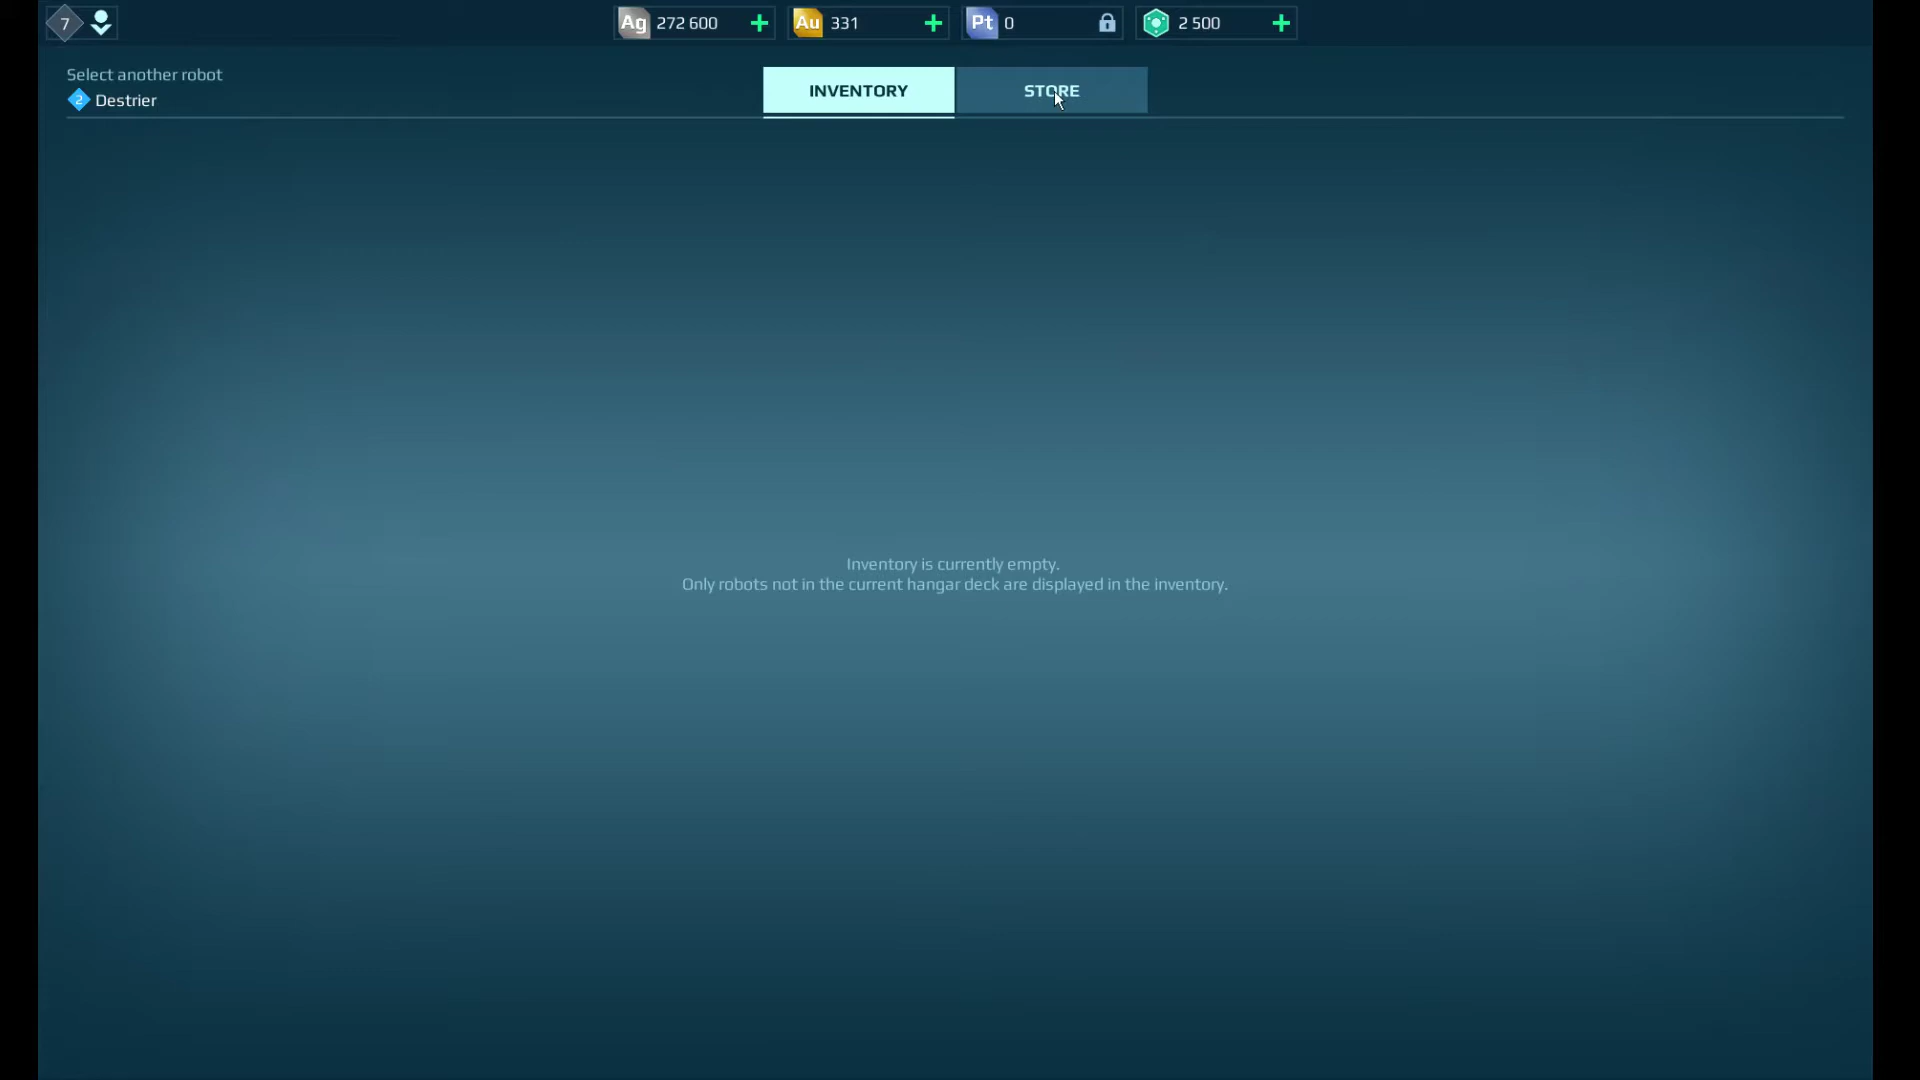 7
Ag 272 600 +
Au 331 +
Pt 0
2 500 +
Select another robot
2 Destrier
INVENTORY
STORE
Inventory is currently empty.
Only robots not in the current hangar deck are displayed in the inventory.